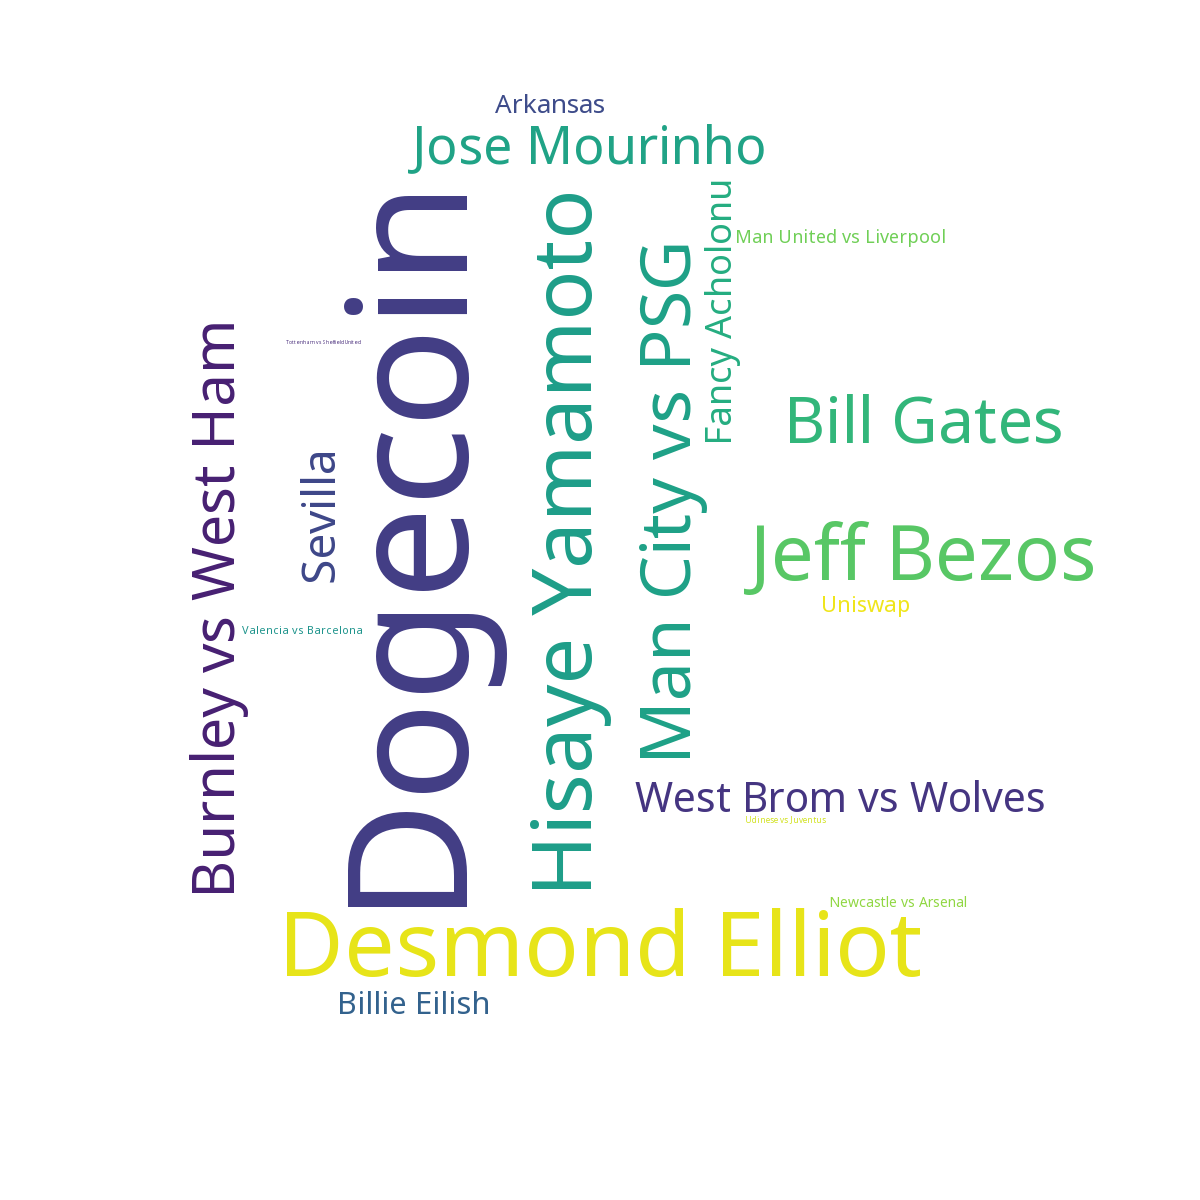 Arkansas
Jose Mourinho
Fancy Acholonu
Man United vs Liverpool
Dogecoin
Hisaye Yamamoto
Man City vs PSG
Burnley vs West Ham
Tottenham vs Sheffield United
Bill Gates
Sevilla
Jeff Bezos
Uniswap
Valencia vs Barcelona
West Brom vs Wolves
Udinese vs Juventus
Newcastle vs Arsenal
Desmond Elliot
Billie Eilish